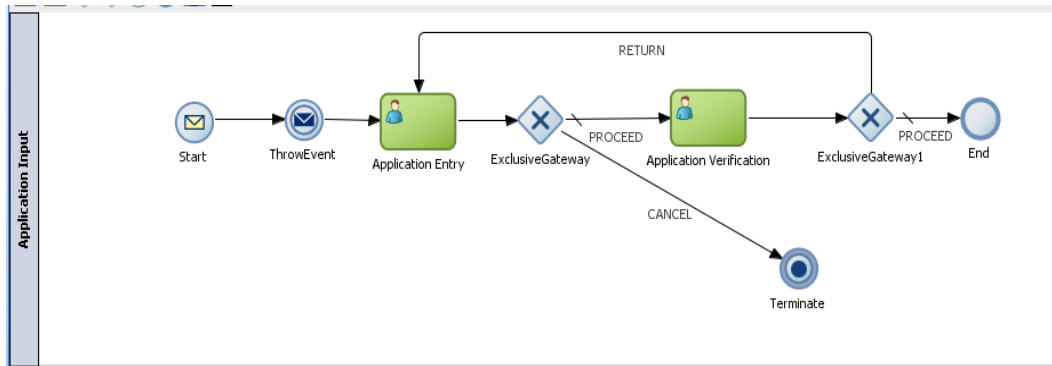 RETURN
Start
ThrowEvent
Application Entry
ExclusiveGateway
PROCEED
Application Verification
ExclusiveGateway1
PROCEED
End
CANCEL
Terminate
Application Input